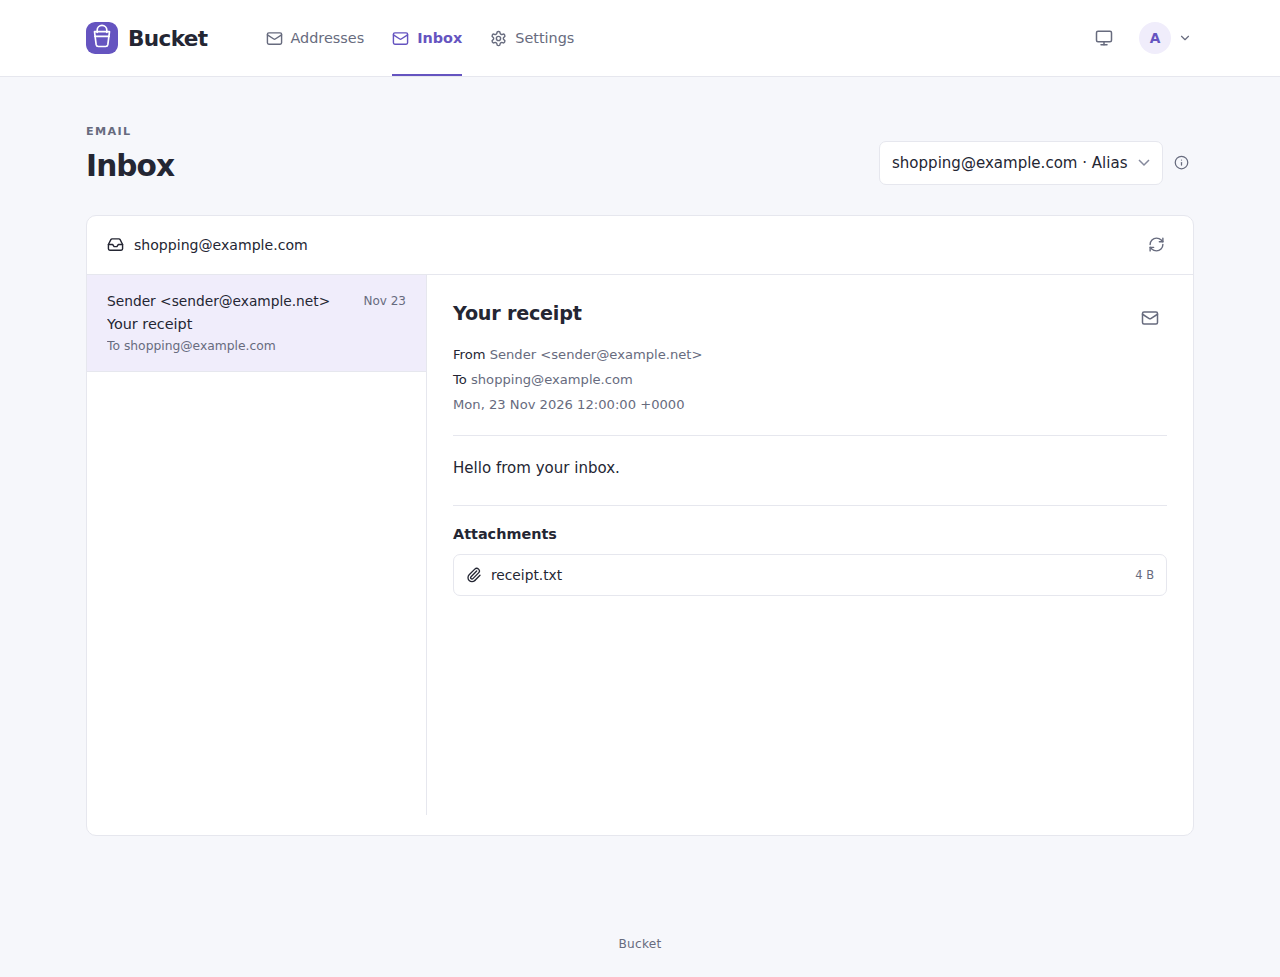 Bucket
Addresses
Inbox
Settings
A
EMAIL
Inbox
shopping@example.com · Alias
shopping@example.com
Sender <sender@example.net>
Nov 23
Your receipt
To shopping@example.com
Your receipt
From Sender <sender@example.net>
To shopping@example.com
Mon, 23 Nov 2026 12:00:00 +0000
Hello from your inbox.
Attachments
receipt.txt
4 B
Bucket